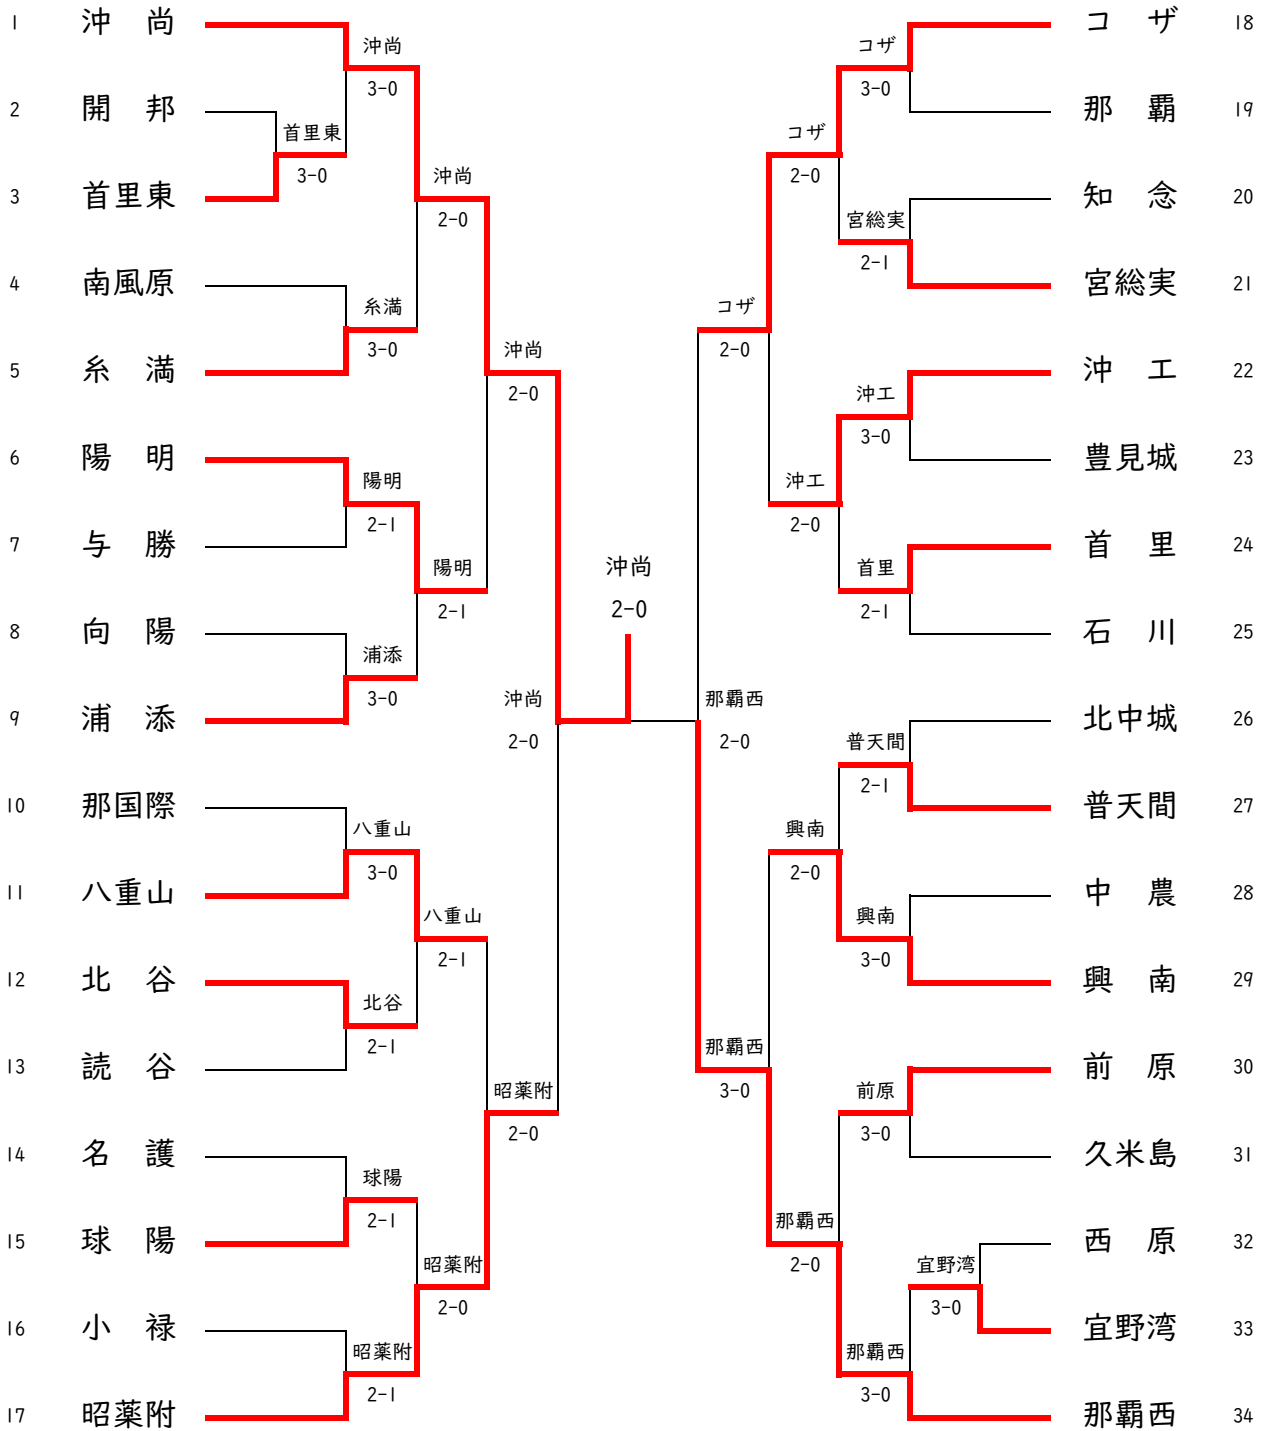 1 沖 尚
沖尚
3-0
2 開 邦
首里東
3-0
3 首里東
沖尚
2-0
4 南風原
糸満
3-0
5 糸 満
沖尚
2-0
6 陽 明
陽明
2-1
7 与 勝
陽明
2-1
8 向 陽
浦添
3-0
9 浦 添
沖尚
2-0
10 那国際
八重山
3-0
11 八重山
八重山
2-1
12 北 谷
北谷
2-1
13 読 谷
昭薬附
2-0
14 名 護
球陽
2-1
15 球 陽
昭薬附
2-0
16 小 禄
昭薬附
2-1
17 昭薬附
沖尚
2-0
コ ザ 18
コザ
3-0
那 覇 19
コザ
2-0
知 念 20
宮総実
2-1
宮総実 21
コザ
2-0
沖 工 22
沖工
3-0
豊見城 23
沖工
2-0
首 里 24
首里
2-1
石 川 25
那覇西
2-0
北中城 26
普天間
2-1
普天間 27
興南
2-0
中 農 28
興南
3-0
興 南 29
那覇西
3-0
前 原 30
前原
3-0
久米島 31
那覇西
2-0
西 原 32
宜野湾
3-0
宜野湾 33
那覇西
3-0
那覇西 34